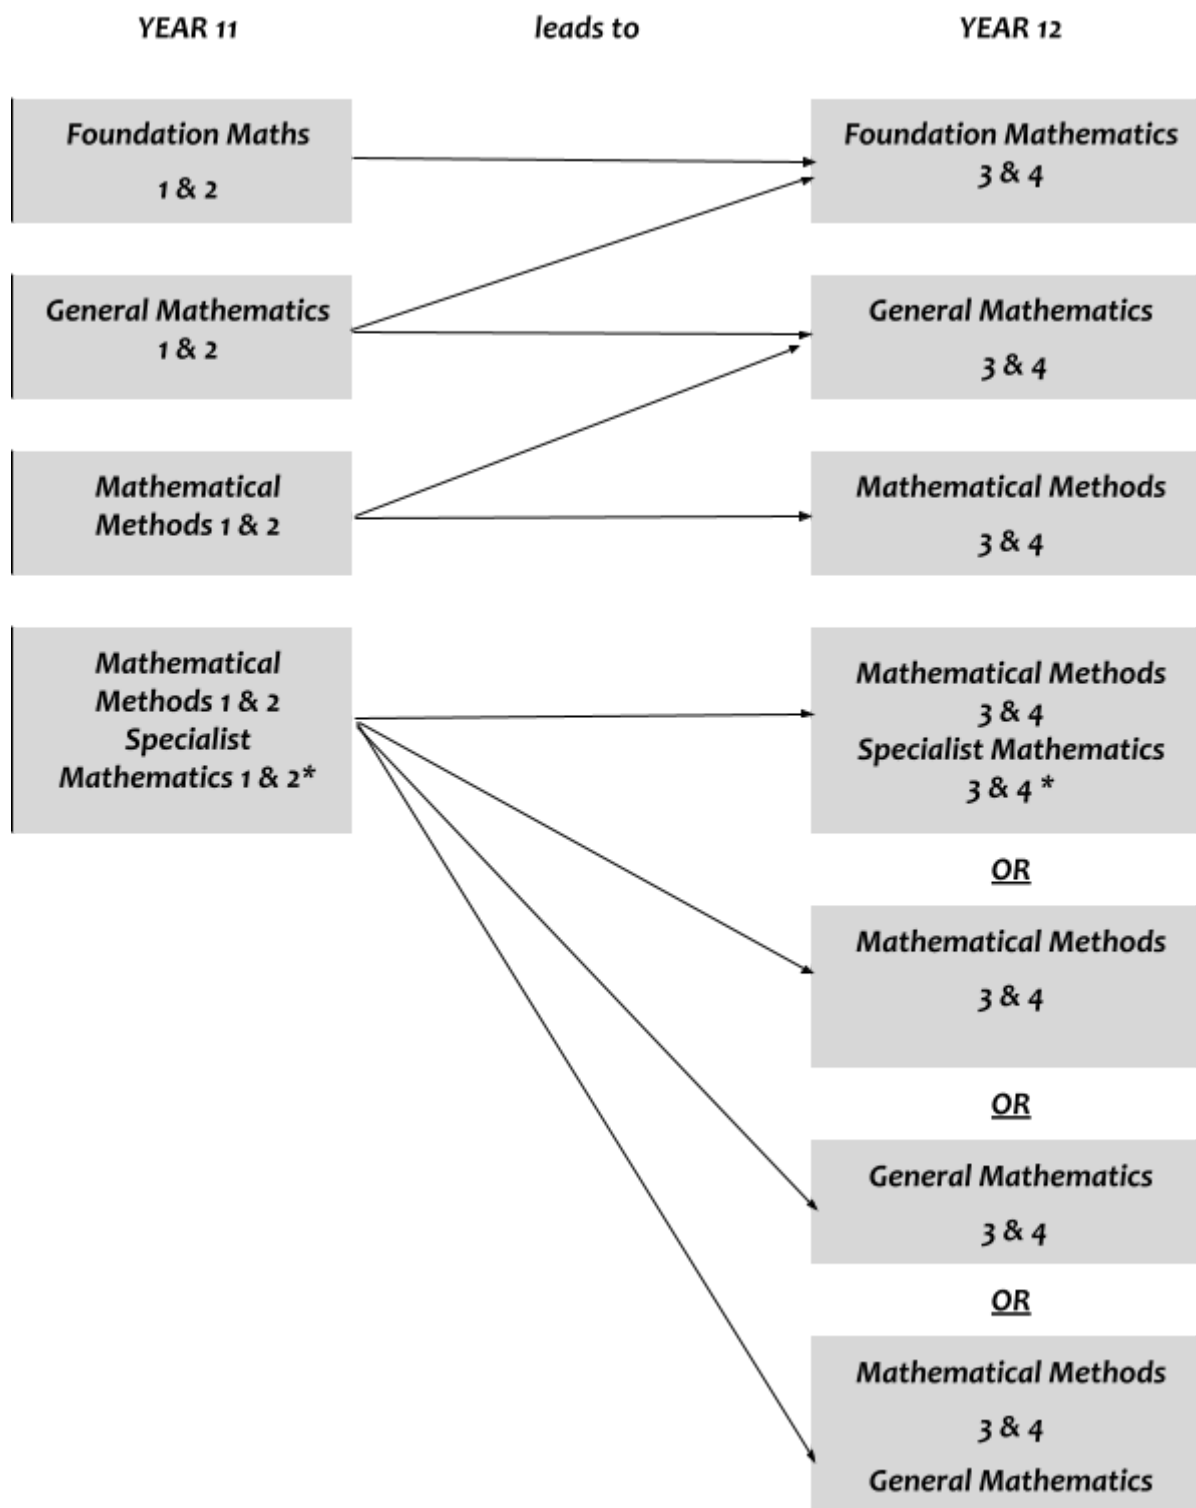 YEAR 11 leads to YEAR 12
Foundation Maths
1 & 2
Foundation Mathematics
3 & 4
General Mathematics
1 & 2
General Mathematics
3 & 4
Mathematical
Methods 1 & 2
Mathematical Methods
3 & 4
Mathematical
Methods 1 & 2
Specialist
Mathematics 1 & 2*
Mathematical Methods
3 & 4
Specialist Mathematics
3 & 4 *
OR
Mathematical Methods
3 & 4
OR
General Mathematics
3 & 4
OR
Mathematical Methods
3 & 4
General Mathematics